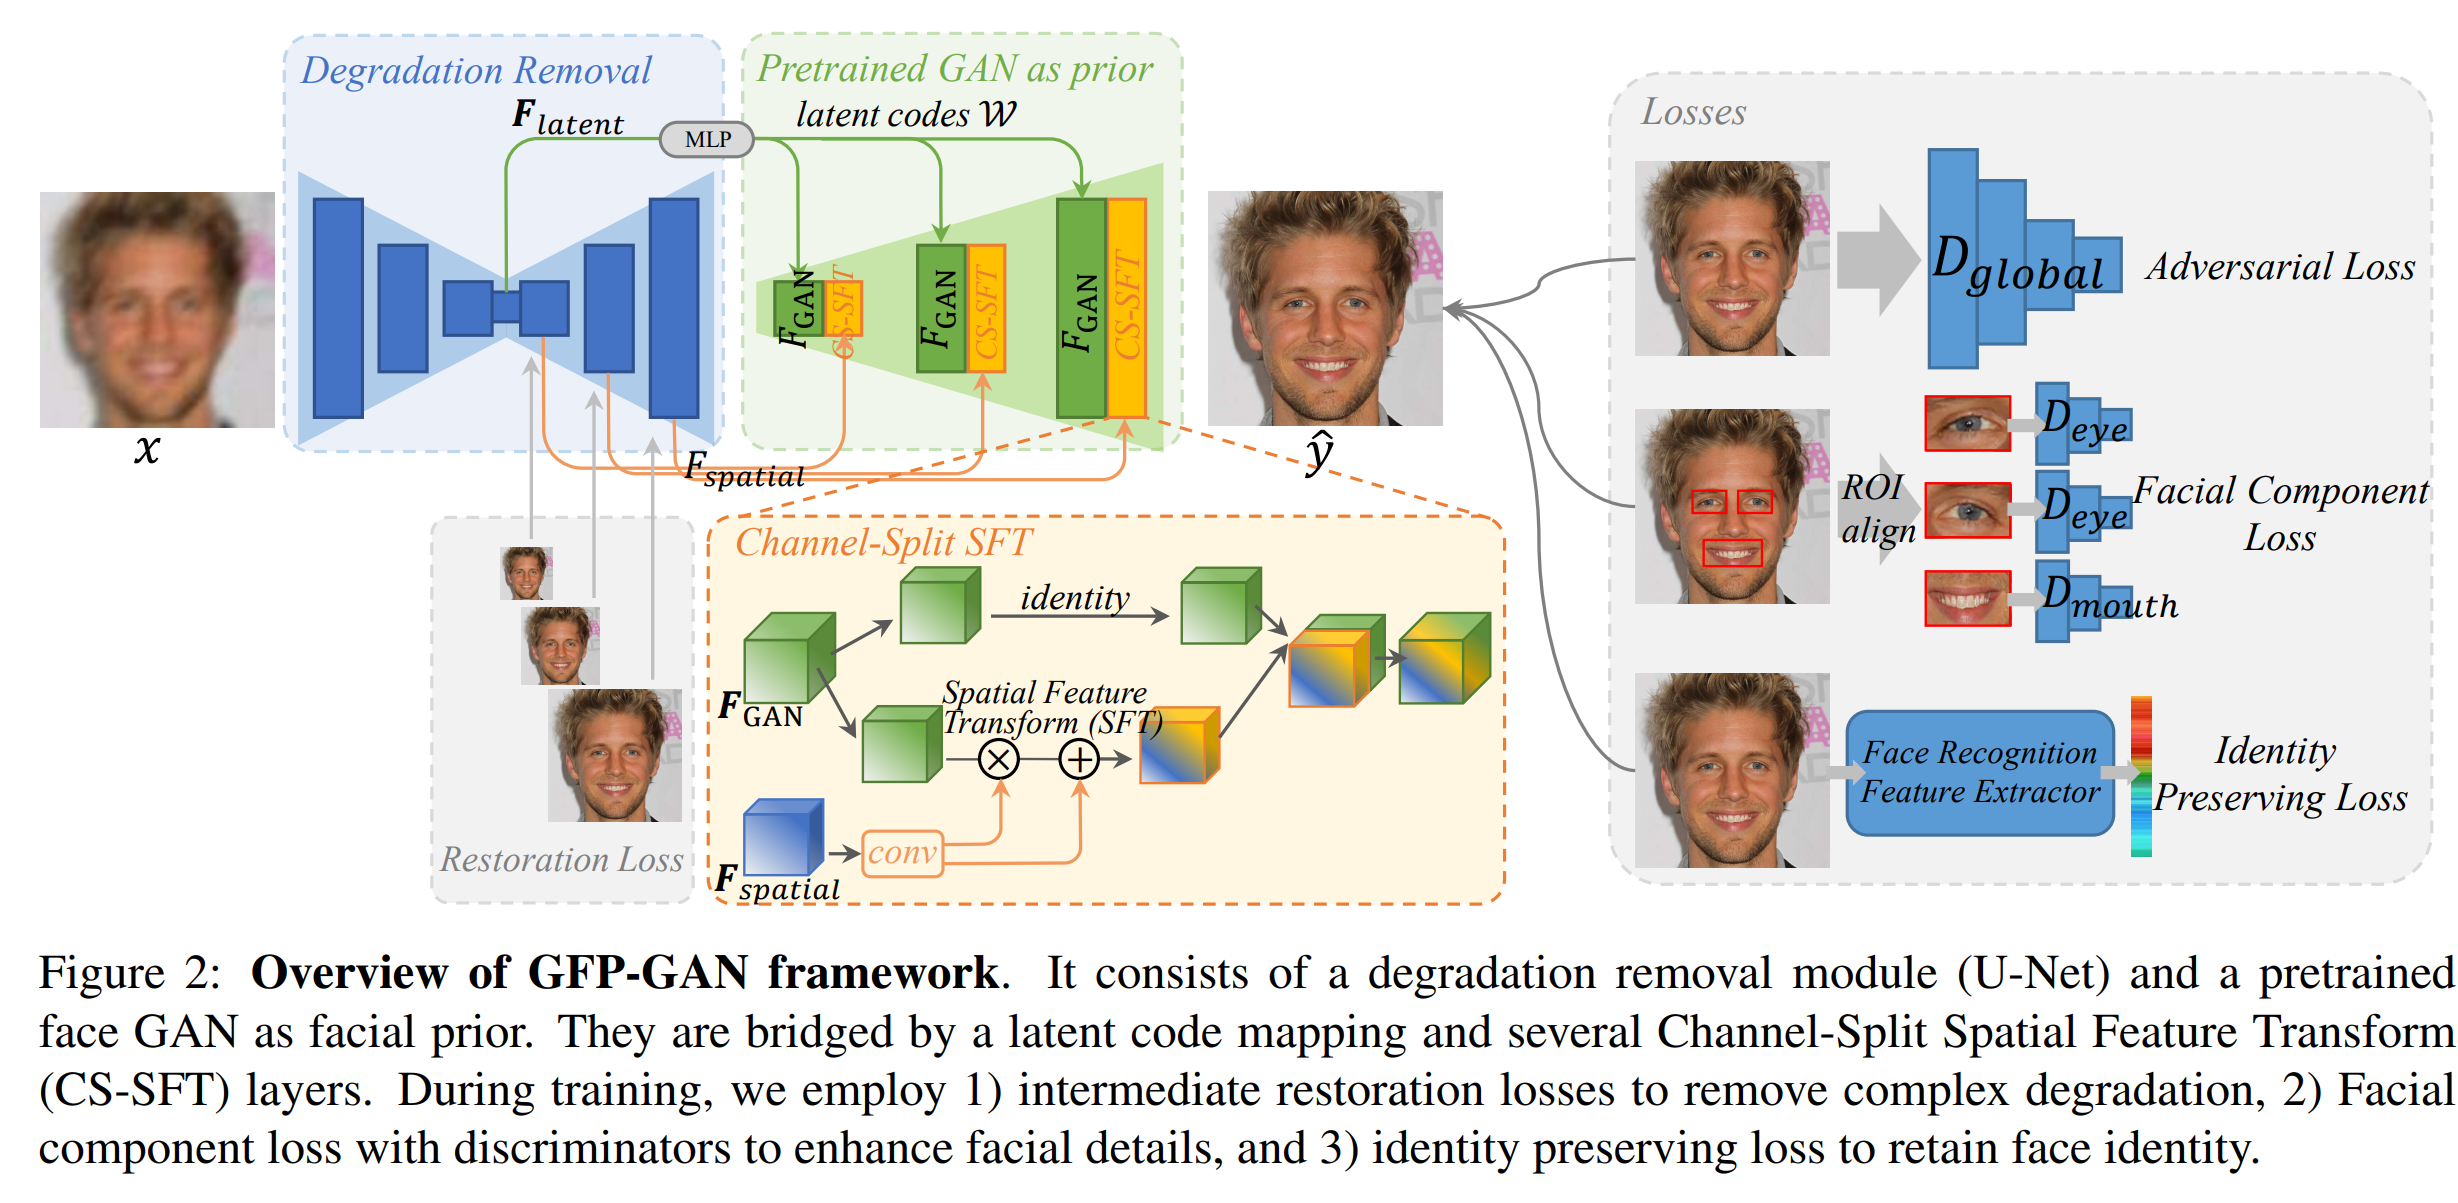 Degradation Removal
F latent
MLP
x
F spatial
Pretrained GAN as prior
latent codes 𝒲
F GAN
CS-SFT
F GAN
CS-SFT
F GAN
CS-SFT
ŷ
Restoration Loss
Channel-Split SFT
identity
F GAN
Spatial Feature
Transform (SFT)
F spatial
conv
Losses
D global
Adversarial Loss
ROI
align
D eye
D eye
D mouth
Facial Component
Loss
Face Recognition
Feature Extractor
Identity
Preserving Loss
Figure 2: Overview of GFP-GAN framework. It consists of a degradation removal module (U-Net) and a pretrained
face GAN as facial prior. They are bridged by a latent code mapping and several Channel-Split Spatial Feature Transform
(CS-SFT) layers. During training, we employ 1) intermediate restoration losses to remove complex degradation, 2) Facial
component loss with discriminators to enhance facial details, and 3) identity preserving loss to retain face identity.